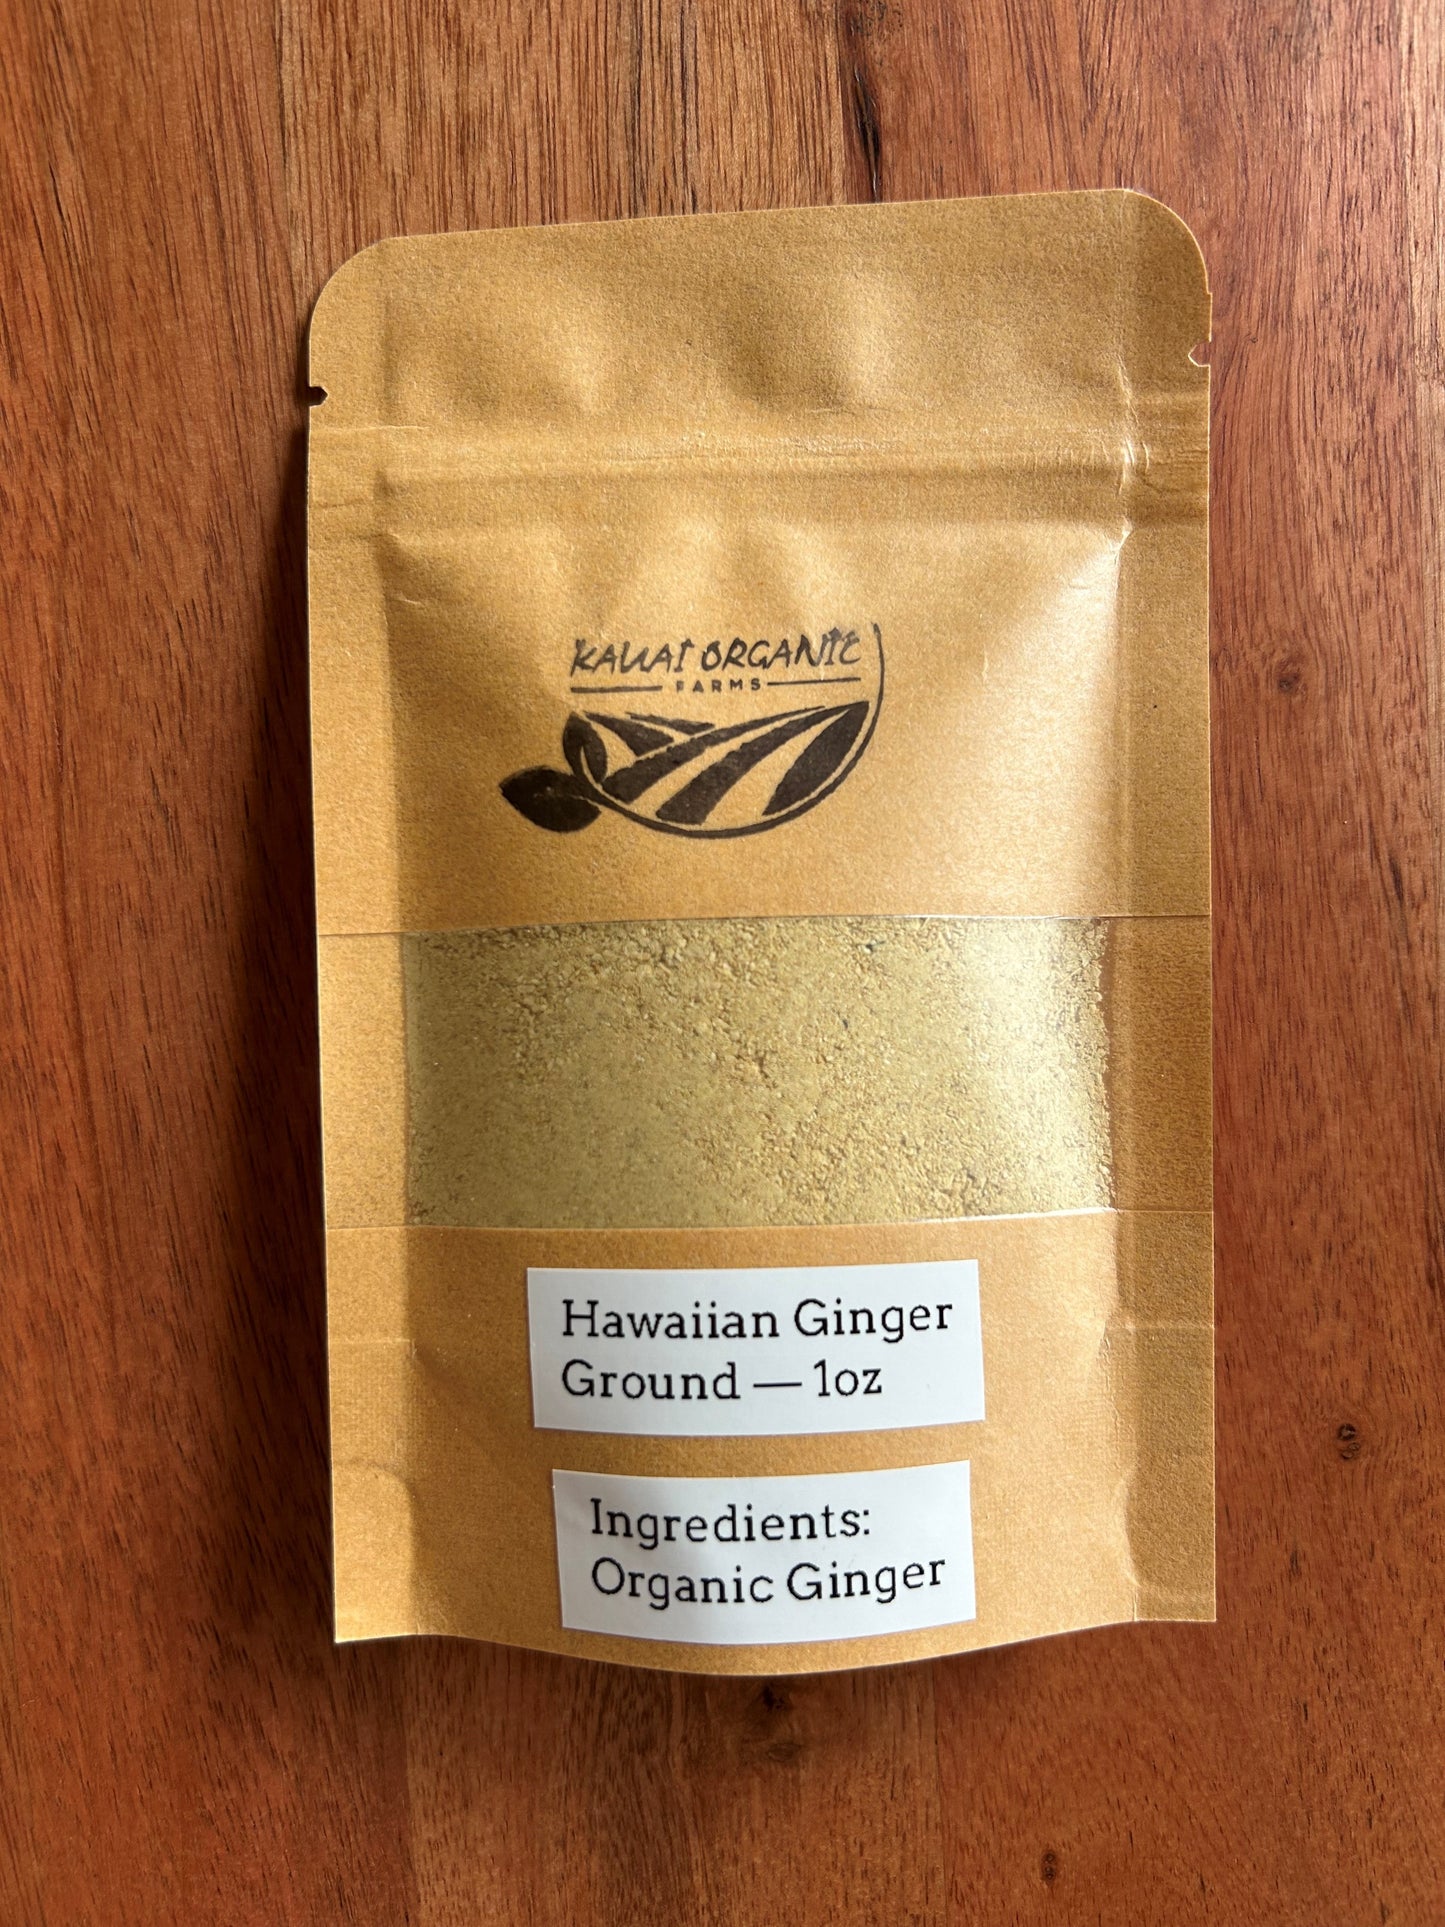 KAUAI ORGANIC
FARMS
Hawaiian Ginger
Ground — 1oz
Ingredients:
Organic Ginger